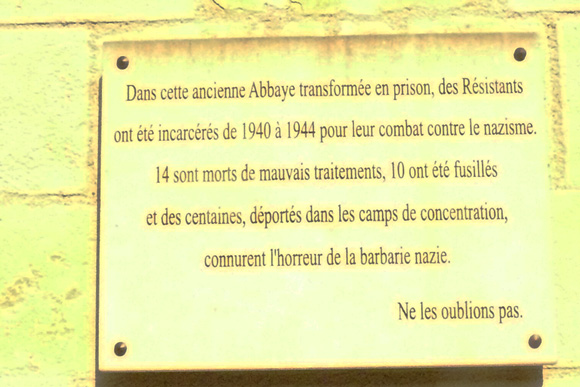 Dans cette ancienne Abbaye transformée en prison, des Résistants
ont été incarcérés de 1940 à 1944 pour leur combat contre le nazisme.
14 sont morts de mauvais traitements, 10 ont été fusillés
et des centaines, déportés dans les camps de concentration,
connurent l'horreur de la barbarie nazie.
Ne les oublions pas.